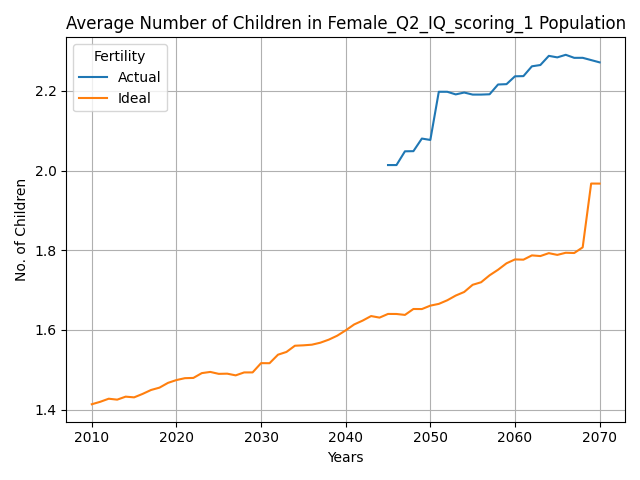 Average Number of Children in Female_Q2_IQ_scoring_1 Population
Fertility
Actual
Ideal
No. of Children
2.2
2.0
1.8
1.6
1.4
2010 2020 2030 2040 2050 2060 2070
Years